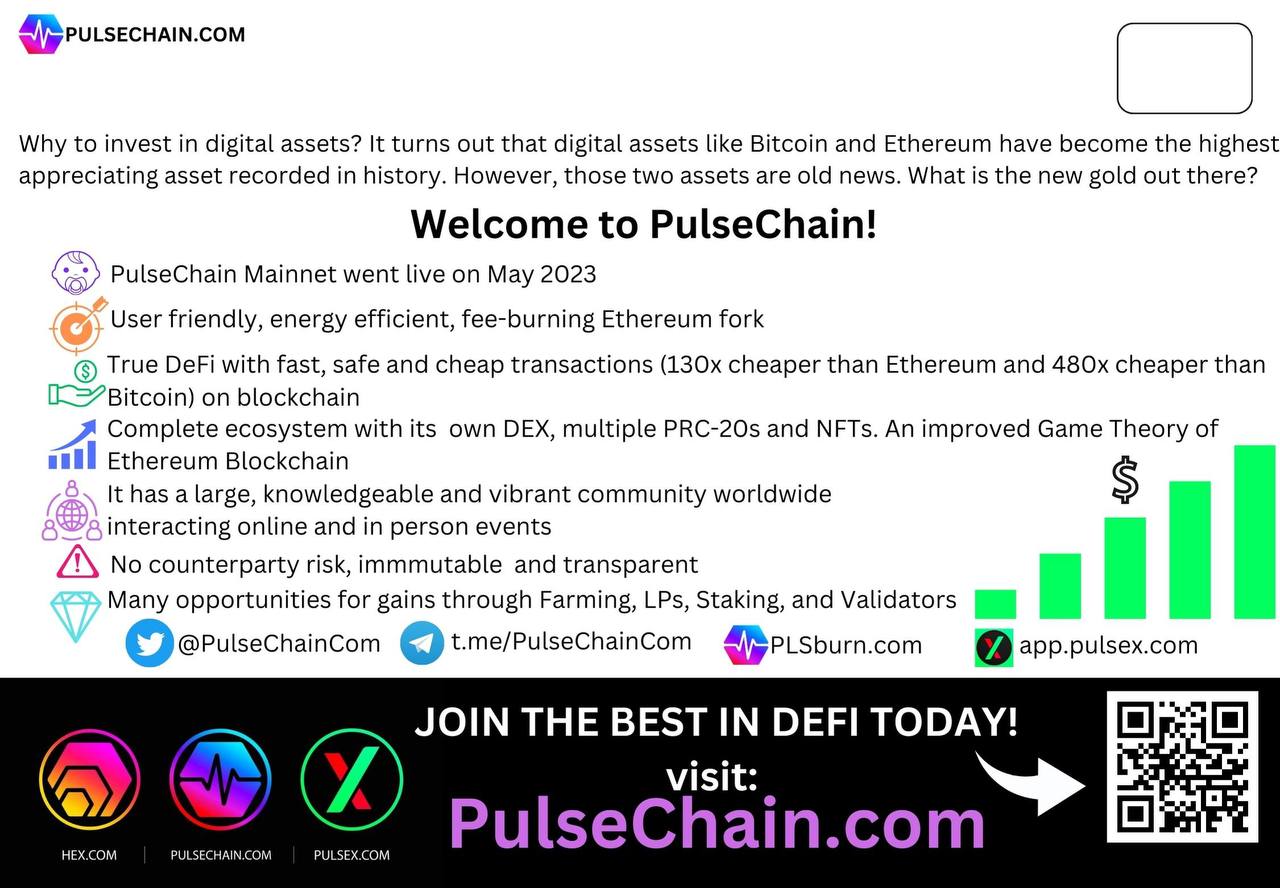 PULSECHAIN.COM
Why to invest in digital assets? It turns out that digital assets like Bitcoin and Ethereum have become the highest
appreciating asset recorded in history. However, those two assets are old news. What is the new gold out there?
Welcome to PulseChain!
PulseChain Mainnet went live on May 2023
User friendly, energy efficient, fee-burning Ethereum fork
True DeFi with fast, safe and cheap transactions (130x cheaper than Ethereum and 480x cheaper than
Bitcoin) on blockchain
Complete ecosystem with its  own DEX, multiple PRC-20s and NFTs. An improved Game Theory of
Ethereum Blockchain
It has a large, knowledgeable and vibrant community worldwide
interacting online and in person events
No counterparty risk, immmutable  and transparent
Many opportunities for gains through Farming, LPs, Staking, and Validators
$
@PulseChainCom
t.me/PulseChainCom
PLSburn.com
app.pulsex.com
JOIN THE BEST IN DEFI TODAY!
visit:
PulseChain.com
HEX.COM
PULSECHAIN.COM
PULSEX.COM